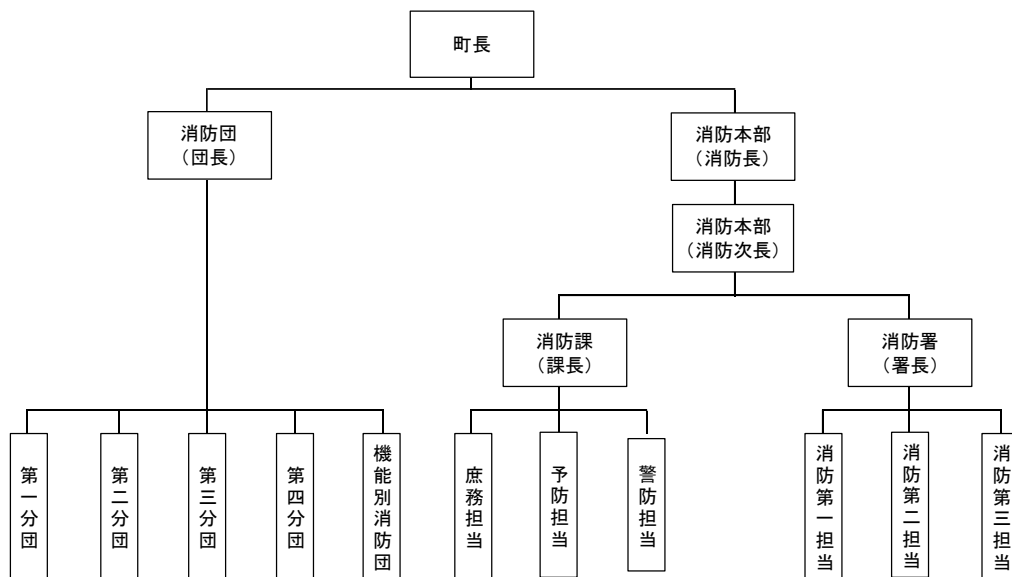 町長
消防団
（団長）
消防本部
（消防長）
消防本部
（消防次長）
消防課
（課長）
消防署
（署長）
第一分団
第二分団
第三分団
第四分団
機能別消防団
庶務担当
予防担当
警防担当
消防第一担当
消防第二担当
消防第三担当